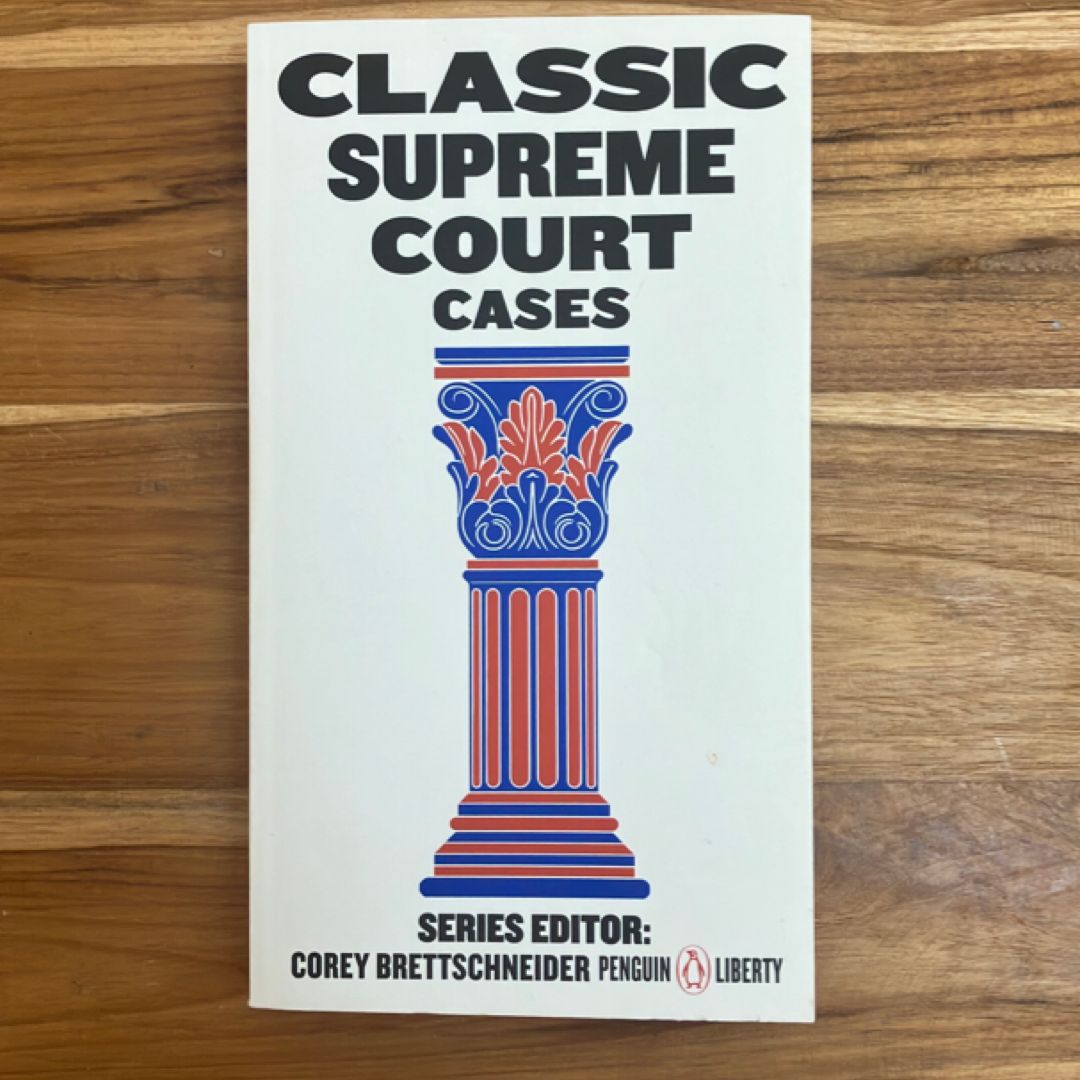 CLASSIC
SUPREME
COURT
CASES
SERIES EDITOR:
COREY BRETTSCHNEIDER PENGUIN LIBERTY